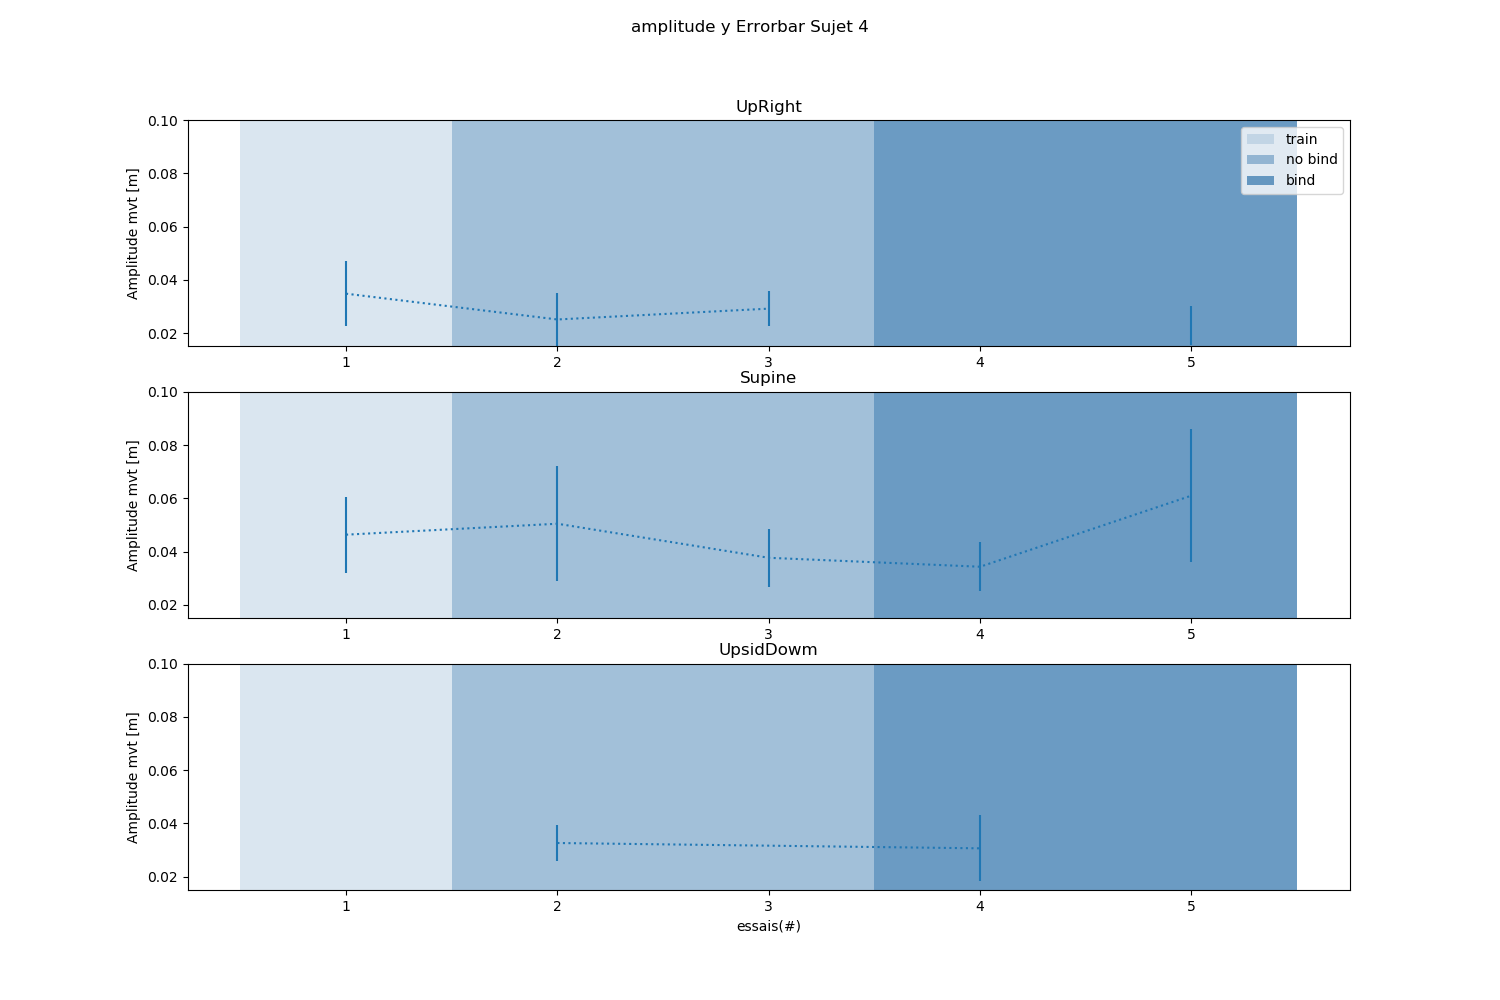 amplitude y Errorbar Sujet 4
UpRight
0.10
0.08
0.06
0.04
0.02
Amplitude mvt [m]
train
no bind
bind
1 2 3 4 5
Supine
0.10
0.08
0.06
0.04
0.02
Amplitude mvt [m]
1 2 3 4 5
UpsidDowm
0.10
0.08
0.06
0.04
0.02
Amplitude mvt [m]
1 2 3 4 5
essais(#)